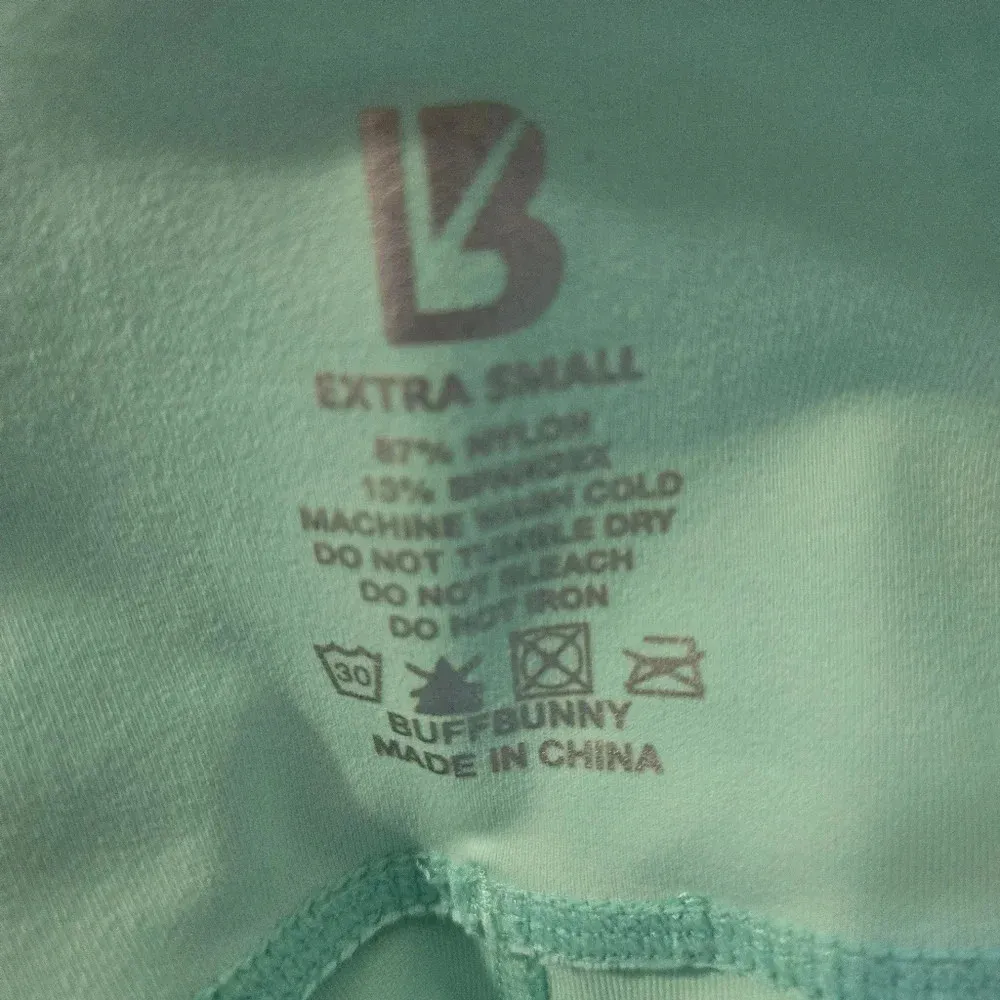 B
EXTRA SMALL
87% NYLON
13% SPANDEX
MACHINE WASH COLD
DO NOT TUMBLE DRY
DO NOT BLEACH
DO NOT IRON
30
BUFFBUNNY
MADE IN CHINA